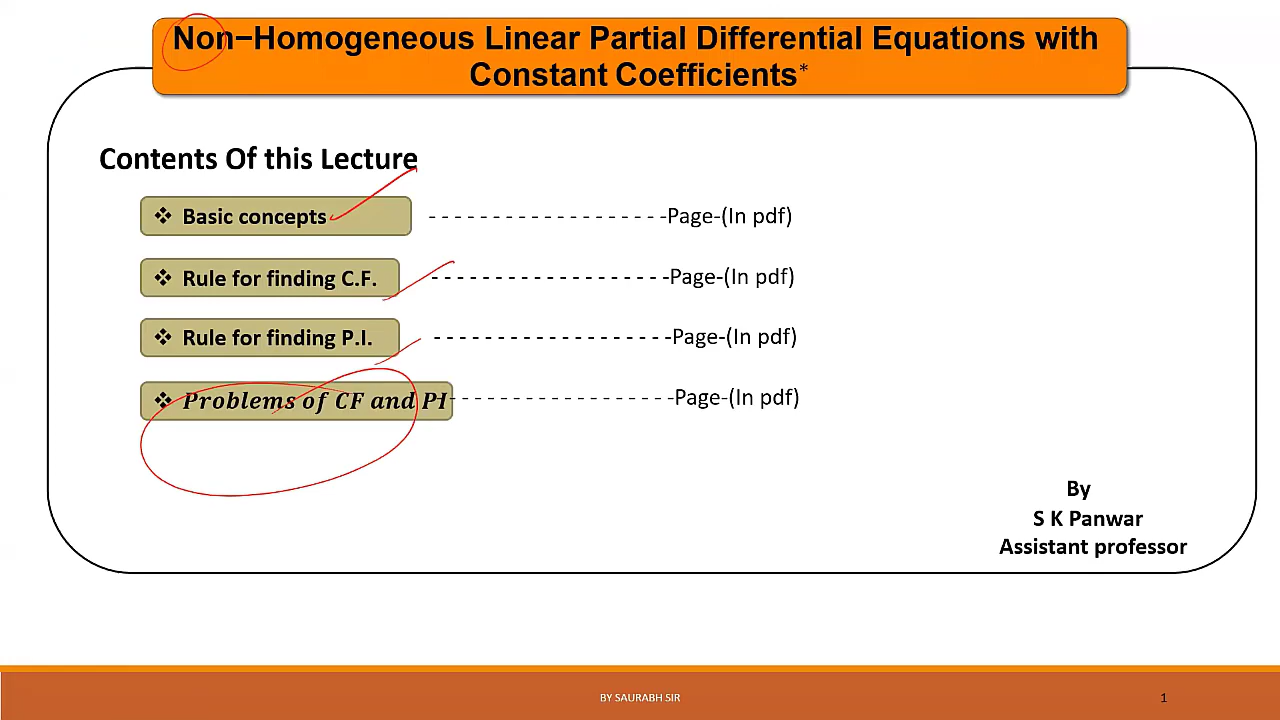 Non−Homogeneous Linear Partial Differential Equations with
Constant Coefficients*
Contents Of this Lecture
❖ Basic concepts - - - - - - - - - - - - - - - - - - -Page-(In pdf)
❖ Rule for finding C.F. - - - - - - - - - - - - - - - - - - -Page-(In pdf)
❖ Rule for finding P.I. - - - - - - - - - - - - - - - - - - -Page-(In pdf)
❖ Problems of CF and PI - - - - - - - - - - - - - - - - - - -Page-(In pdf)
By
S K Panwar
Assistant professor
BY SAURABH SIR 1